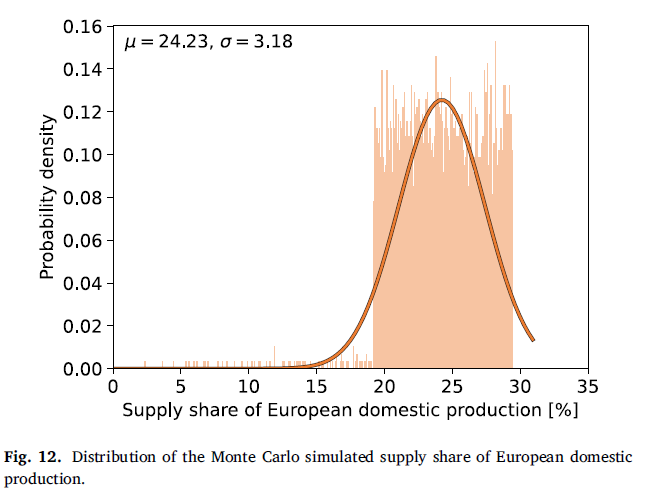 0.16
μ = 24.23, σ = 3.18
0.14
0.12
0.10
0.08
0.06
0.04
0.02
0.00
Probability density
0 5 10 15 20 25 30 35
Supply share of European domestic production [%]
Fig. 12. Distribution of the Monte Carlo simulated supply share of European domestic
production.